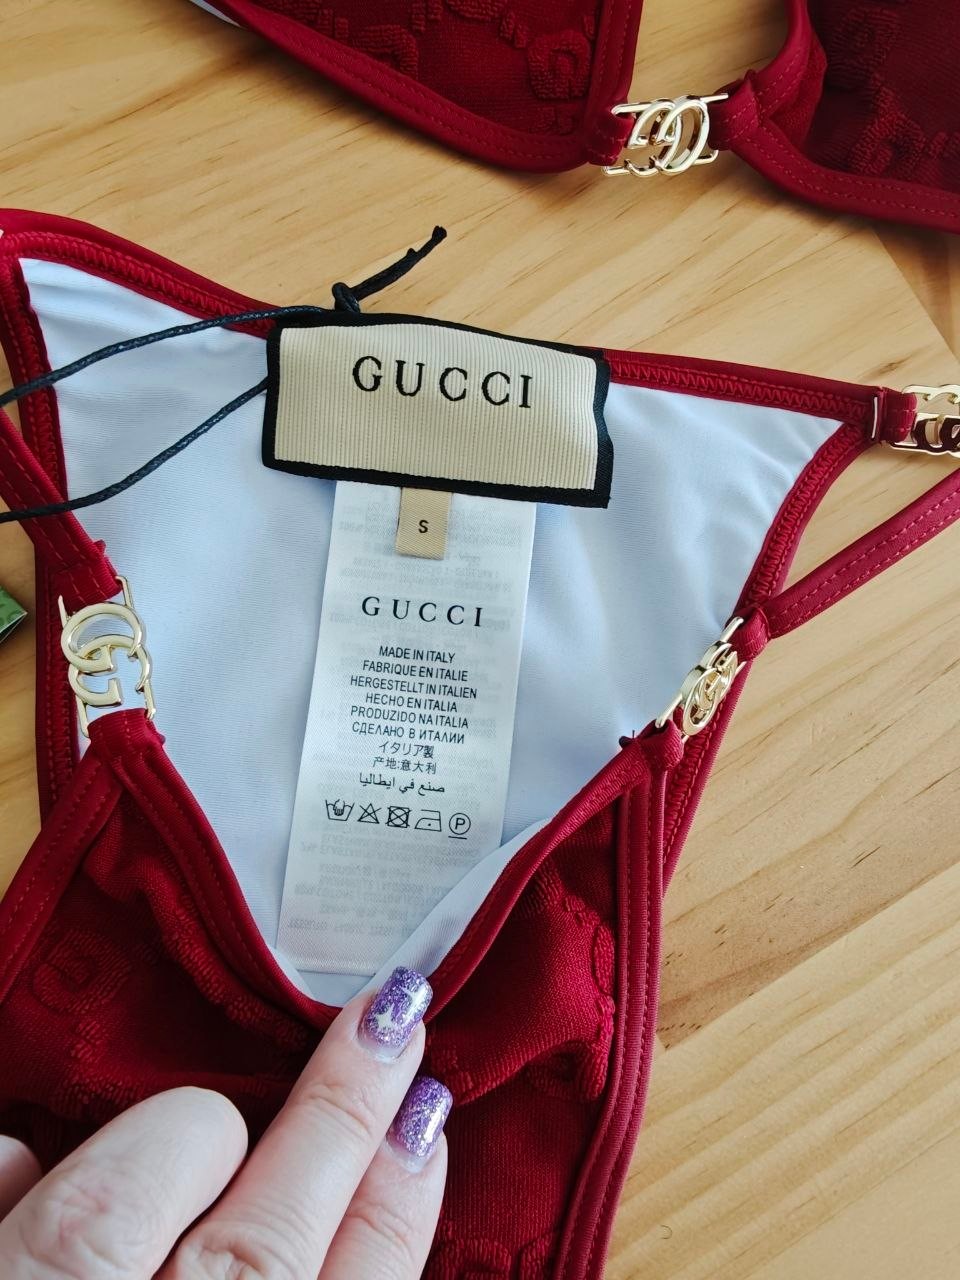 GUCCI
S
GUCCI
MADE IN ITALY
FABRIQUE EN ITALIE
HERGESTELLT IN ITALIEN
HECHO EN ITALIA
PRODUZIDO NA ITALIA
СДЕЛАНО В ИТАЛИИ
イタリア製
产地:意大利
صنع في ايطاليا
P